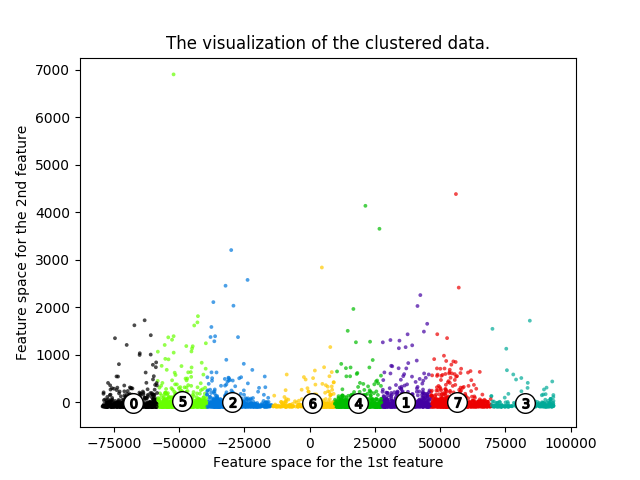 The visualization of the clustered data.
Feature space for the 2nd feature
7000
6000
5000
4000
3000
2000
1000
0
0 5 2 6 4 1 7 3
−75000 −50000 −25000 0 25000 50000 75000 100000
Feature space for the 1st feature